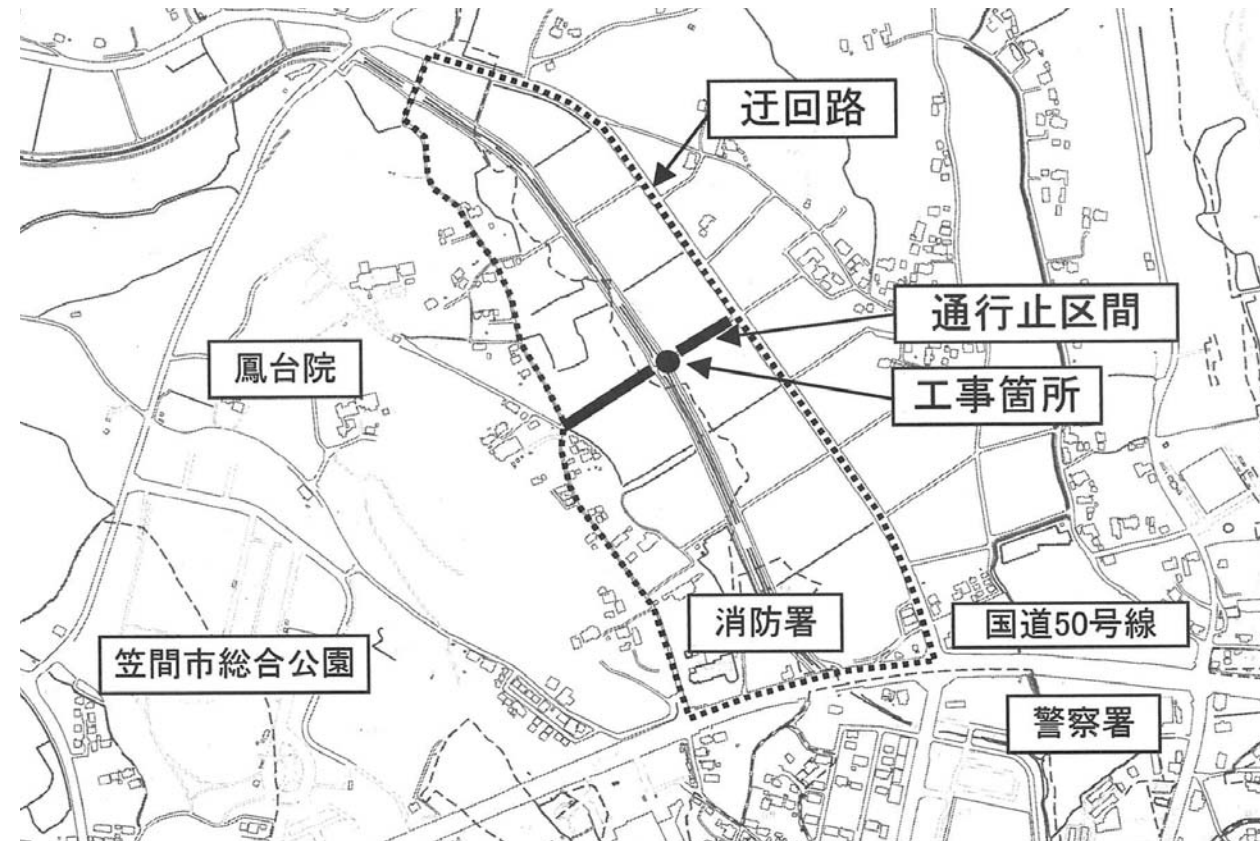 迂回路
通行止区間
鳳台院
工事箇所
消防署
国道50号線
笠間市総合公園
警察署